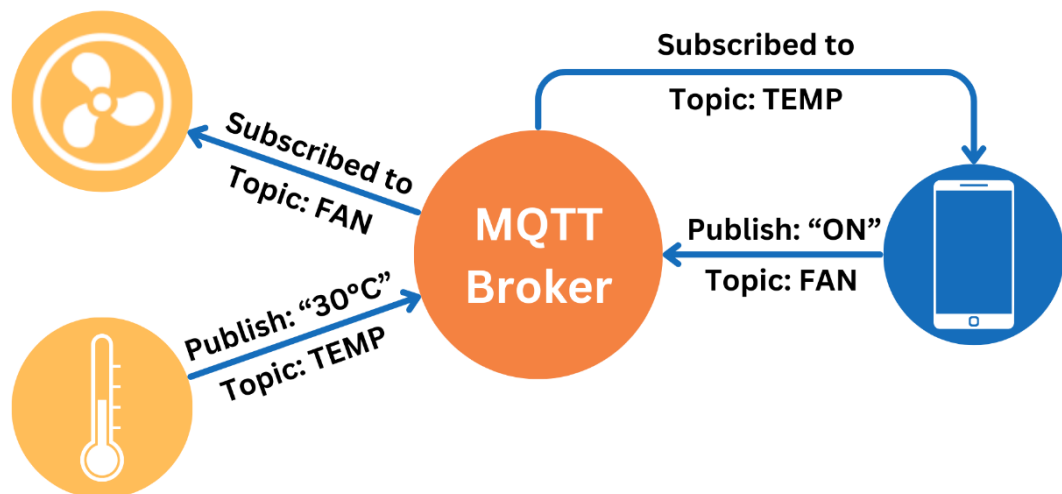 Subscribed to
Topic: TEMP
Subscribed to
Topic: FAN
MQTT
Broker
Publish: “ON”
Topic: FAN
Publish: “30°C”
Topic: TEMP